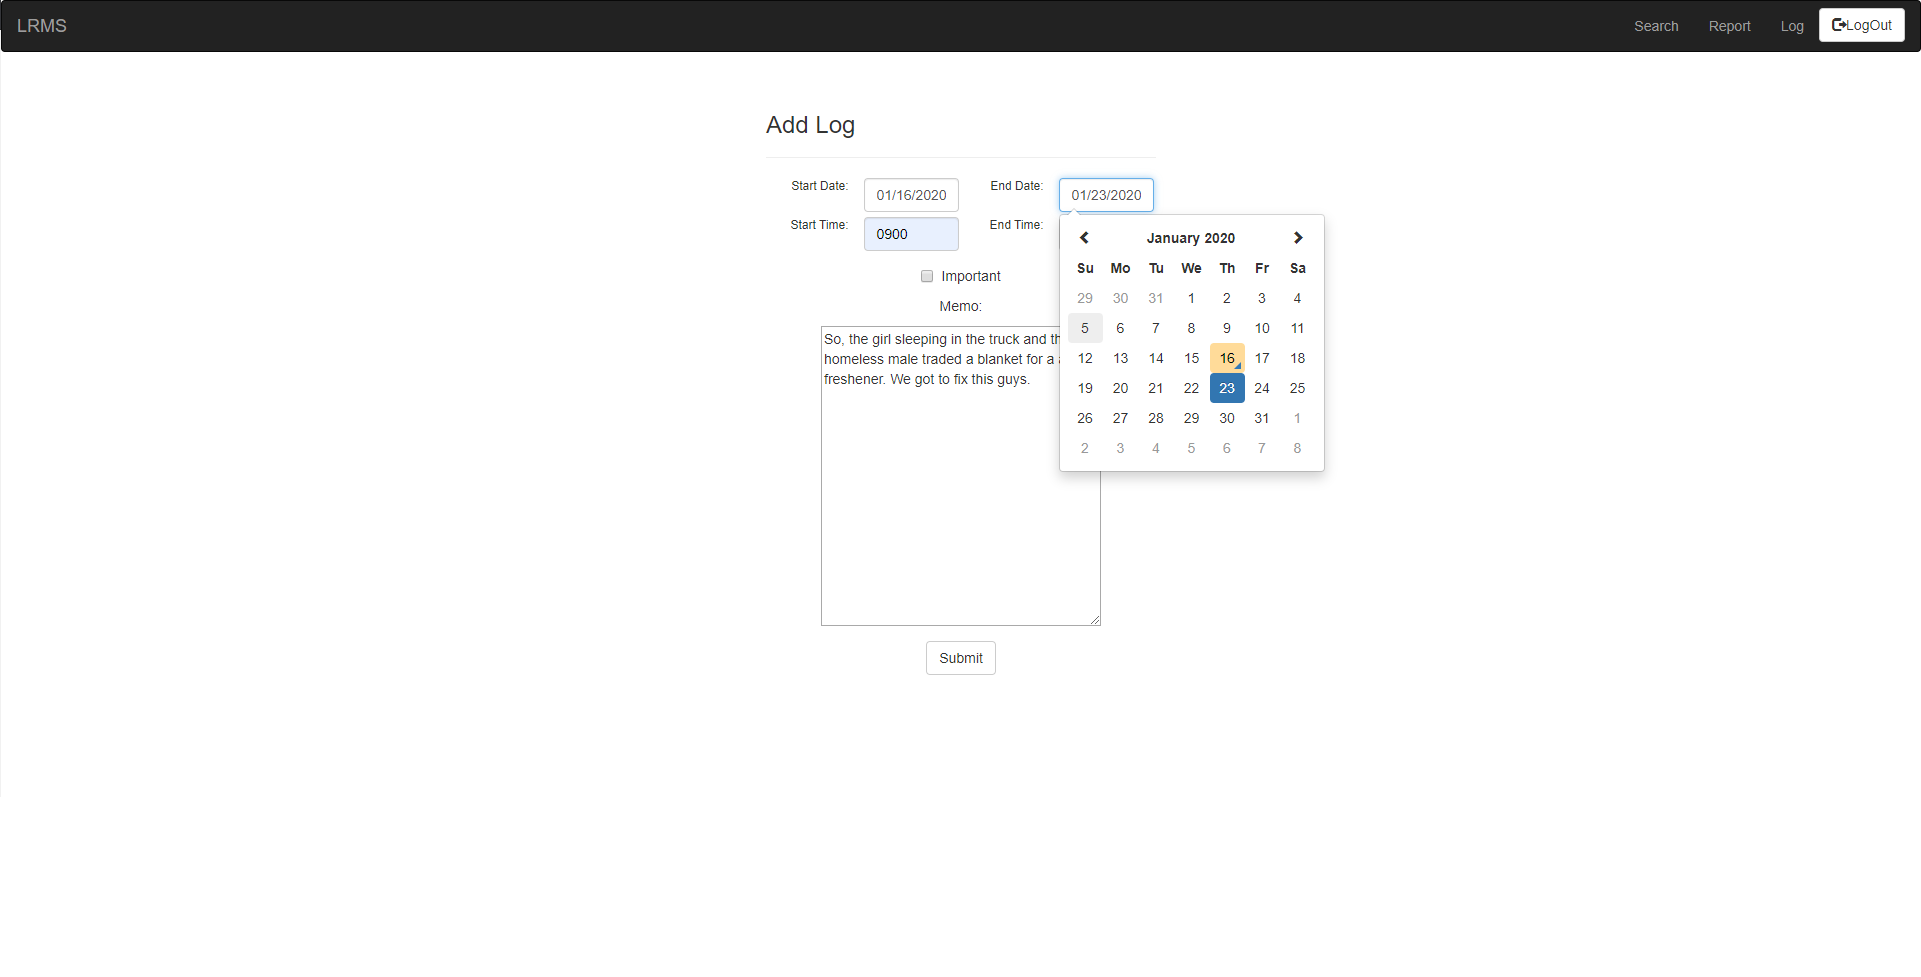 LRMS
Search Report Log LogOut
Add Log
Start Date: 01/16/2020 End Date: 01/23/2020
Start Time: 0900 End Time:
January 2020
Su Mo Tu We Th Fr Sa
29 30 31 1 2 3 4
5 6 7 8 9 10 11
12 13 14 15 16 17 18
19 20 21 22 23 24 25
26 27 28 29 30 31 1
2 3 4 5 6 7 8
Important
Memo:
So, the girl sleeping in the truck and
homeless male traded a blanket for a
freshener. We got to fix this guys.
Submit